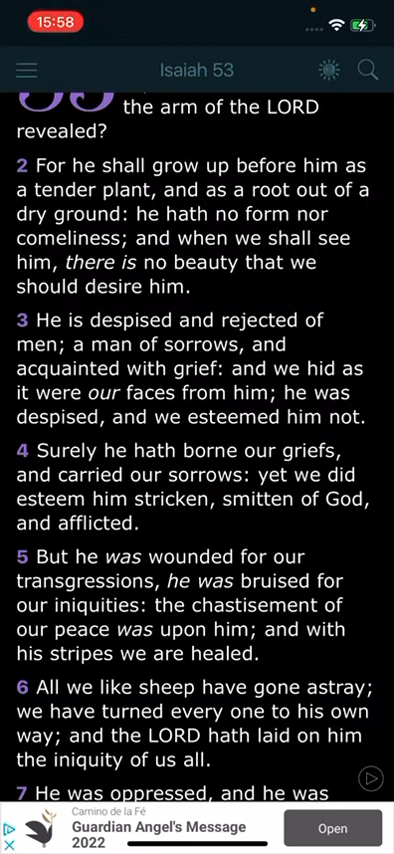 15:58
Isaiah 53
the arm of the LORD
revealed?
2 For he shall grow up before him as
a tender plant, and as a root out of a
dry ground: he hath no form nor
comeliness; and when we shall see
him, there is no beauty that we
should desire him.
3 He is despised and rejected of
men; a man of sorrows, and
acquainted with grief: and we hid as
it were our faces from him; he was
despised, and we esteemed him not.
4 Surely he hath borne our griefs,
and carried our sorrows: yet we did
esteem him stricken, smitten of God,
and afflicted.
5 But he was wounded for our
transgressions, he was bruised for
our iniquities: the chastisement of
our peace was upon him; and with
his stripes we are healed.
6 All we like sheep have gone astray;
we have turned every one to his own
way; and the LORD hath laid on him
the iniquity of us all.
7 He was oppressed, and he was
Camino de la Fé
Guardian Angel's Message
2022
Open